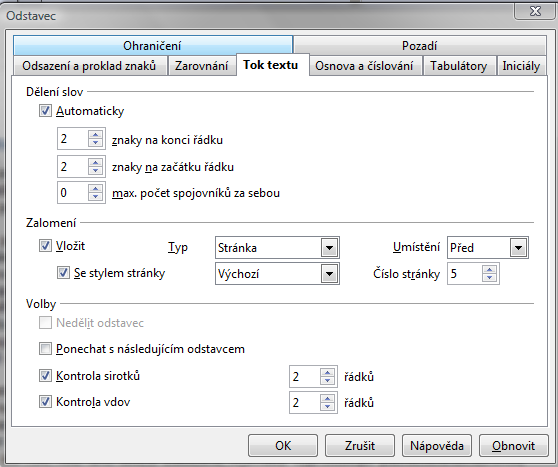 Odstavec
Ohraničení Pozadí
Odsazení a proklad znaků Zarovnání Tok textu Osnova a číslování Tabulátory Iniciály
Dělení slov
Automaticky
2 znaky na konci řádku
2 znaky na začátku řádku
0 max. počet spojovníků za sebou
Zalomení
Vložit Typ Stránka Umístění Před
Se stylem stránky Výchozí Číslo stránky 5
Volby
Nedělit odstavec
Ponechat s následujícím odstavcem
Kontrola sirotků 2 řádků
Kontrola vdov 2 řádků
OK Zrušit Nápověda Obnovit